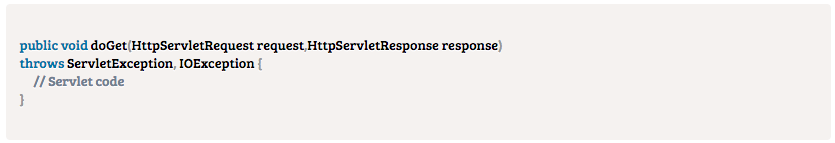 public void doGet(HttpServletRequest request,HttpServletResponse response)
throws ServletException, IOException {
// Servlet code
}